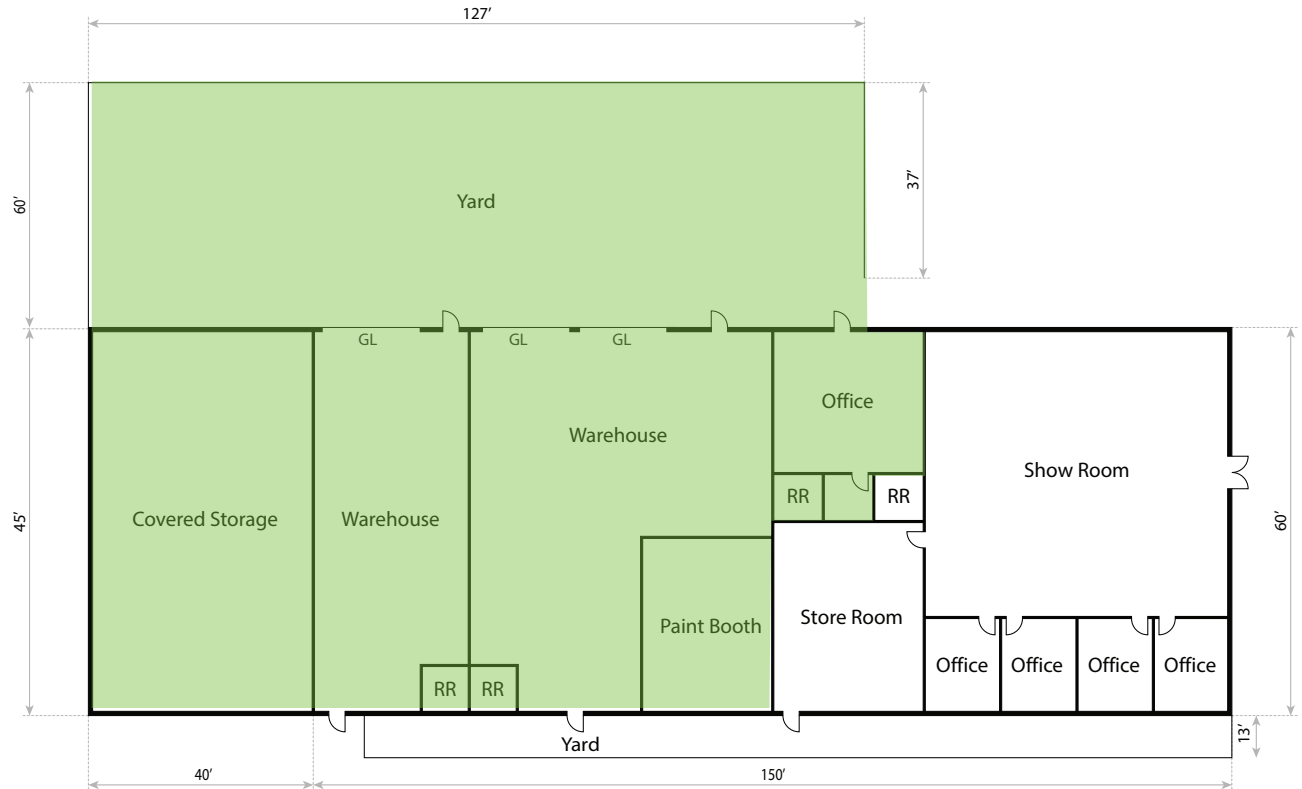 127’
60’
37’
Yard
GL
GL
GL
Office
Warehouse
Show Room
RR
RR
45’
Covered Storage
Warehouse
60’
Store Room
Paint Booth
Office
Office
Office
Office
RR
RR
13’
Yard
40’
150’